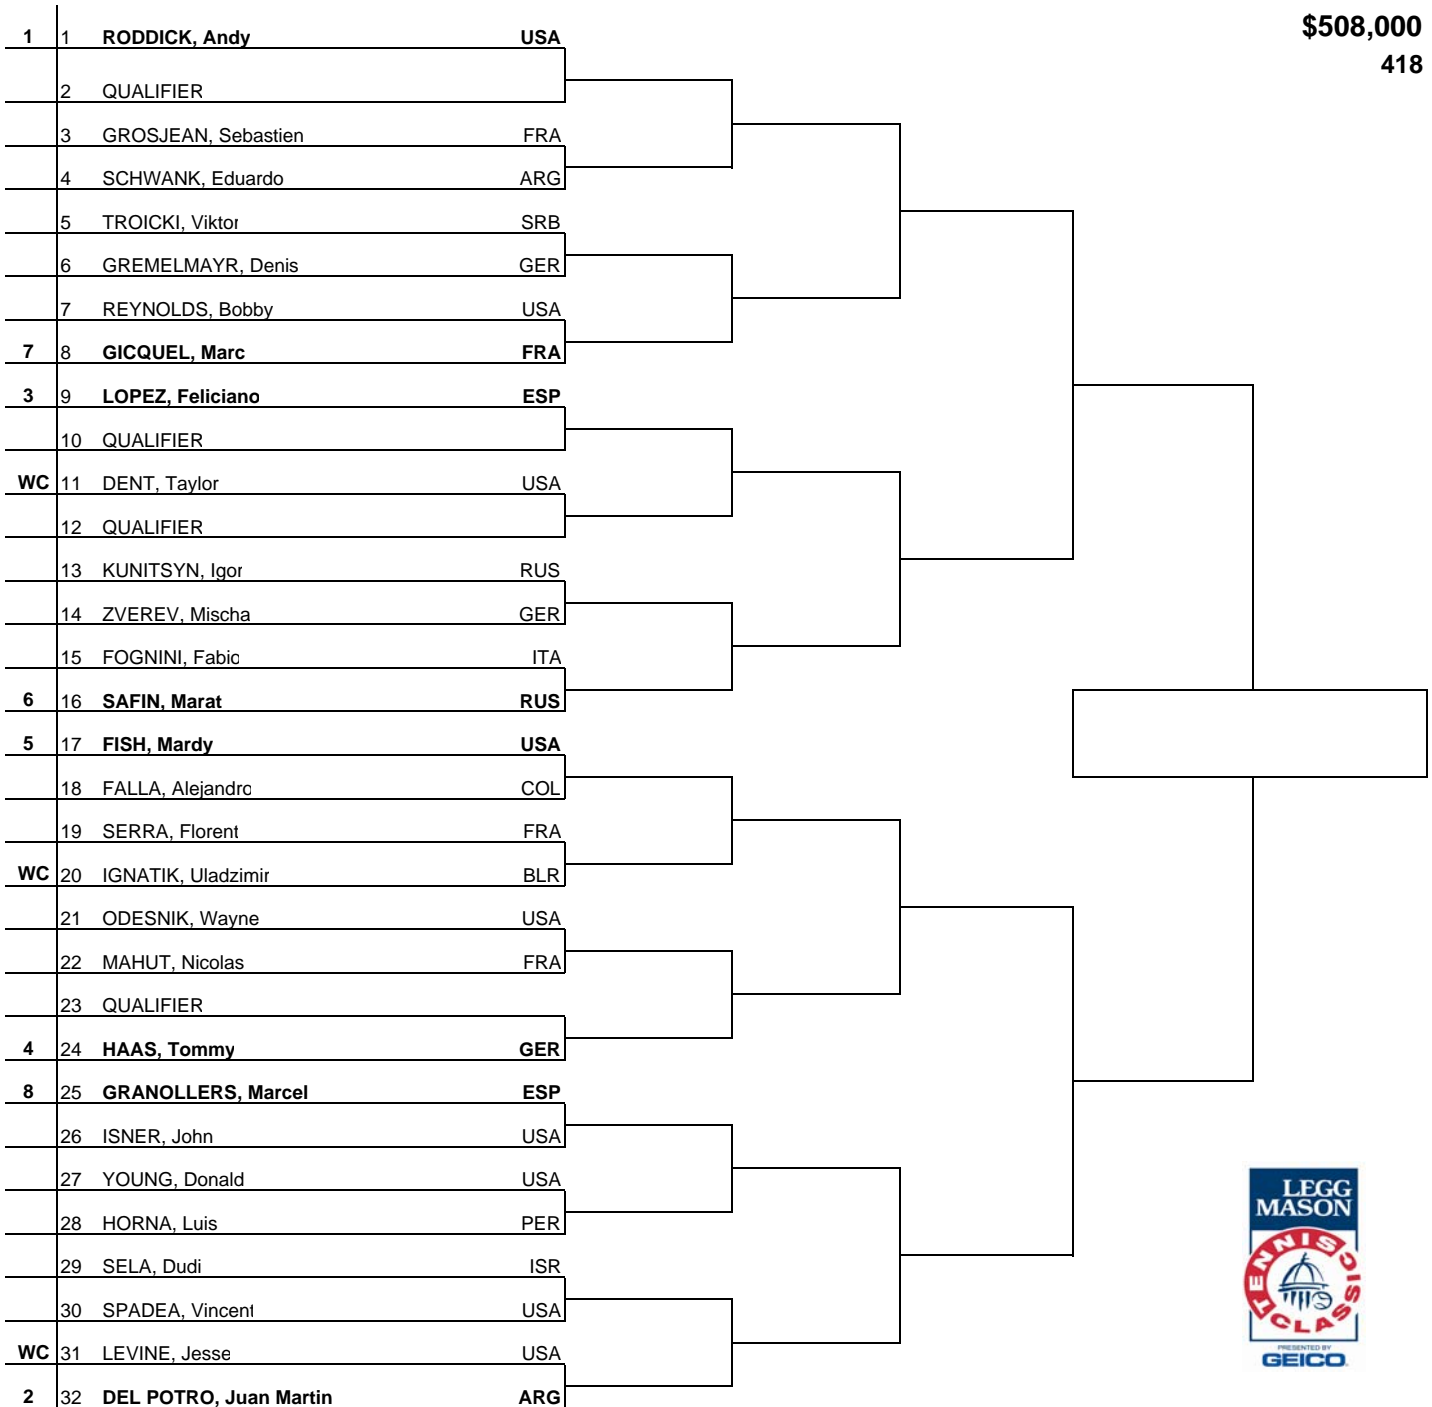 $508,000
418
1 1 RODDICK, Andy USA
2 QUALIFIER
3 GROSJEAN, Sebastien FRA
4 SCHWANK, Eduardo ARG
5 TROICKI, Viktor SRB
6 GREMELMAYR, Denis GER
7 REYNOLDS, Bobby USA
7 8 GICQUEL, Marc FRA
3 9 LOPEZ, Feliciano ESP
10 QUALIFIER
WC 11 DENT, Taylor USA
12 QUALIFIER
13 KUNITSYN, Igor RUS
14 ZVEREV, Mischa GER
15 FOGNINI, Fabio ITA
6 16 SAFIN, Marat RUS
5 17 FISH, Mardy USA
18 FALLA, Alejandro COL
19 SERRA, Florent FRA
WC 20 IGNATIK, Uladzimir BLR
21 ODESNIK, Wayne USA
22 MAHUT, Nicolas FRA
23 QUALIFIER
4 24 HAAS, Tommy GER
8 25 GRANOLLERS, Marcel ESP
26 ISNER, John USA
27 YOUNG, Donald USA
28 HORNA, Luis PER
29 SELA, Dudi ISR
30 SPADEA, Vincent USA
WC 31 LEVINE, Jesse USA
2 32 DEL POTRO, Juan Martin ARG
LEGG
MASON
TENNIS
CLASSIC
PRESENTED BY
GEICO